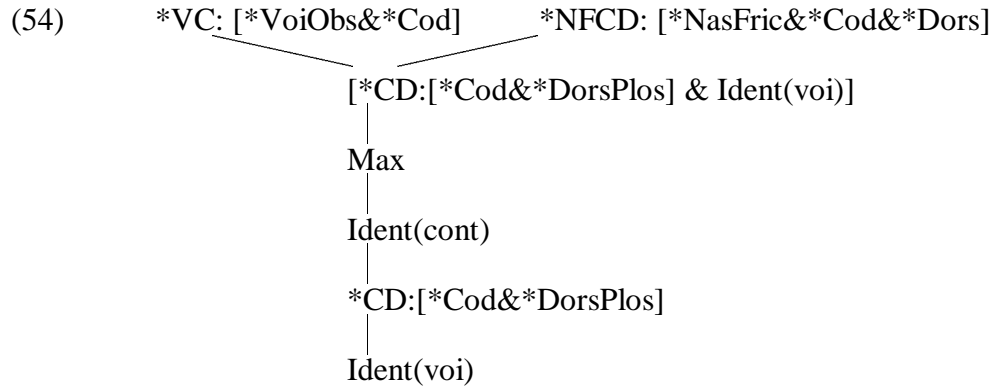 (54) *VC: [*VoiObs&*Cod] *NFCD: [*NasFric&*Cod&*Dors]
[*CD:[*Cod&*DorsPlos] & Ident(voi)]
Max
Ident(cont)
*CD:[*Cod&*DorsPlos]
Ident(voi)